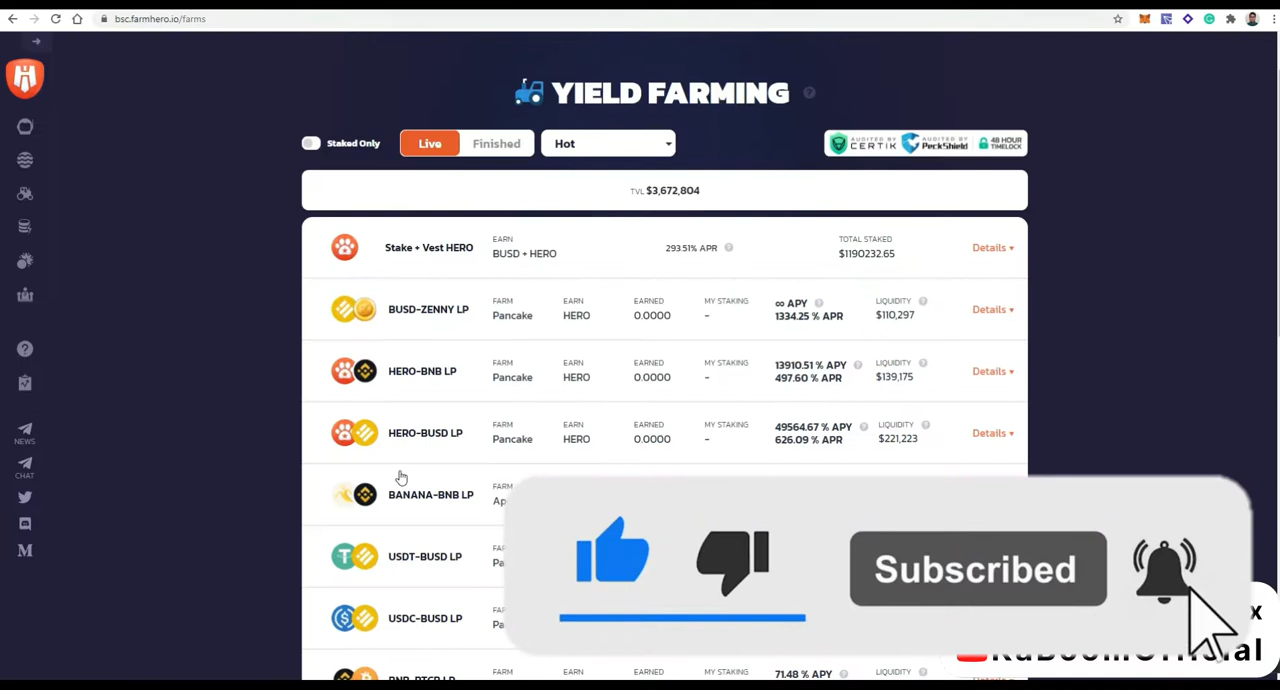 bsc.farmhero.io/farms
YIELD FARMING ?
Staked Only Live Finished Hot AUDITED BY CERTIK AUDITED BY PeckShield 48 HOUR TIMELOCK
TVL $3,672,804
Stake + Vest HERO EARN BUSD + HERO 293.51% APR ? TOTAL STAKED $1190232.65 Details
BUSD-ZENNY LP FARM Pancake EARN HERO EARNED 0.0000 MY STAKING - ∞ APY ? 1334.25 % APR LIQUIDITY ? $110,297 Details
HERO-BNB LP FARM Pancake EARN HERO EARNED 0.0000 MY STAKING - 13910.51 % APY ? 497.60 % APR LIQUIDITY ? $139,175 Details
HERO-BUSD LP FARM Pancake EARN HERO EARNED 0.0000 MY STAKING - 49564.67 % APY ? 626.09 % APR LIQUIDITY ? $221,223 Details
BANANA-BNB LP FARM
USDT-BUSD LP
USDC-BUSD LP
71.48 % APY ?
NEWS
CHAT
Subscribed